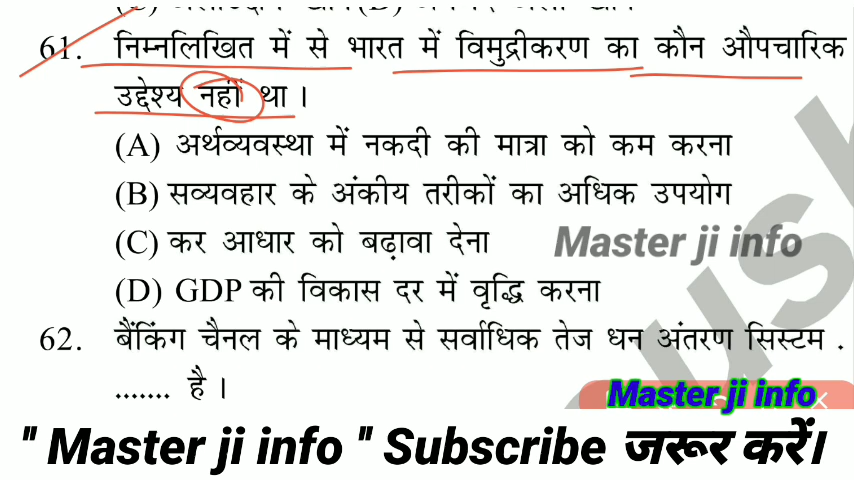 61. निम्नलिखित में से भारत में विमुद्रीकरण का कौन औपचारिक
उद्देश्य नहीं था ।
(A) अर्थव्यवस्था में नकदी की मात्रा को कम करना
(B) सव्यवहार के अंकीय तरीकों का अधिक उपयोग
(C) कर आधार को बढ़ावा देना
Master ji info
(D) GDP की विकास दर में वृद्धि करना
62. बैंकिंग चैनल के माध्यम से सर्वाधिक तेज धन अंतरण सिस्टम .
....... है ।
Master ji info
" Master ji info " Subscribe जरूर करें।